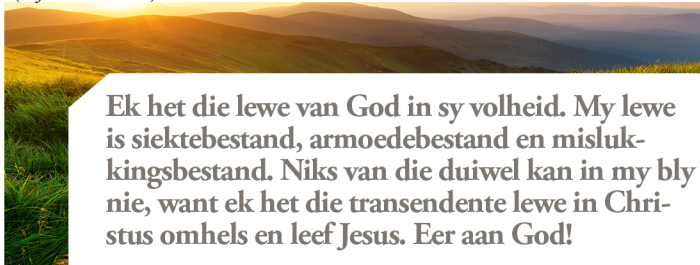 Ek het die lewe van God in sy volheid. My lewe
is siektebestand, armoedebestand en misluk-
kingsbestand. Niks van die duiwel kan in my bly
nie, want ek het die transendente lewe in Chri-
stus omhels en leef Jesus. Eer aan God!